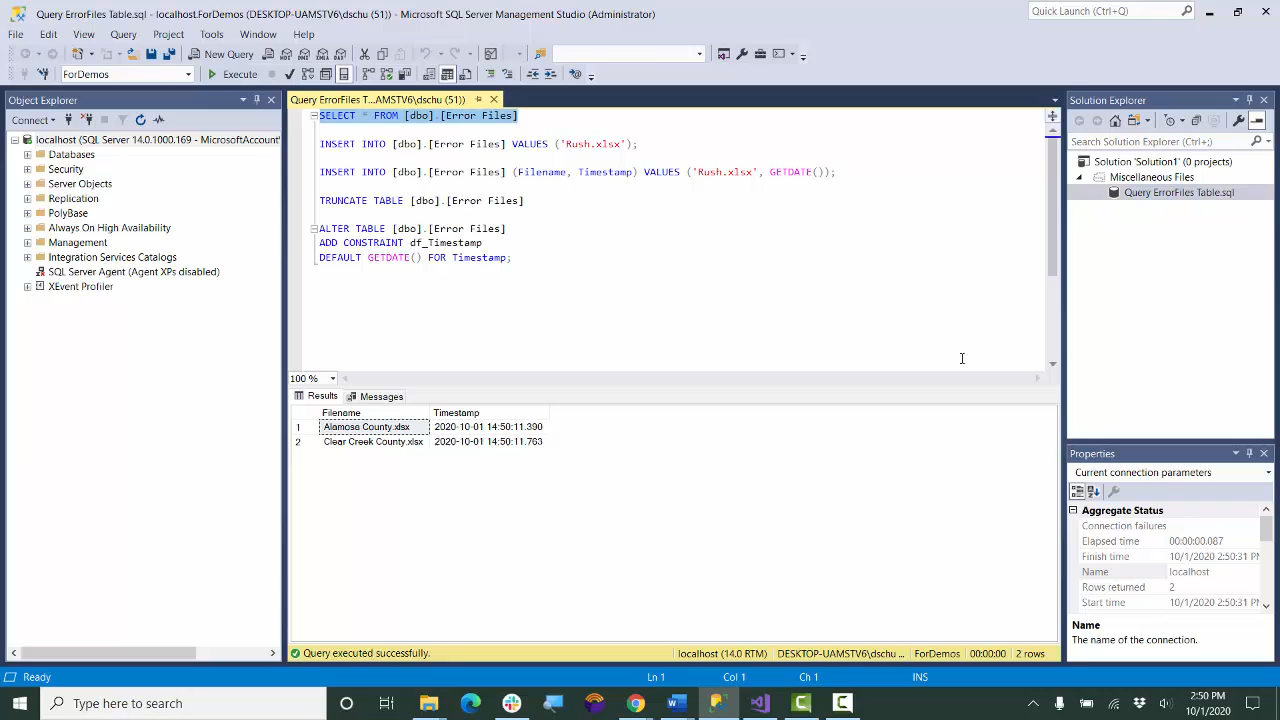 Query ErrorFiles Table.sql - localhost.ForDemos (DESKTOP-UAMSTV6\dschu (51)) - Microsoft SQL Server Management Studio (Administrator)
Quick Launch (Ctrl+Q)
File Edit View Query Project Tools Window Help
New Query
ForDemos
Execute
Object Explorer
Connect
localhost (SQL Server 14.0.1000.169 - MicrosoftAccount
Databases
Security
Server Objects
Replication
PolyBase
Always On High Availability
Management
Integration Services Catalogs
SQL Server Agent (Agent XPs disabled)
XEvent Profiler
Query ErrorFiles T...AMSTV6\dschu (51))
SELECT * FROM [dbo].[Error Files]
INSERT INTO [dbo].[Error Files] VALUES ('Rush.xlsx');
INSERT INTO [dbo].[Error Files] (Filename, Timestamp) VALUES ('Rush.xlsx', GETDATE());
TRUNCATE TABLE [dbo].[Error Files]
ALTER TABLE [dbo].[Error Files]
ADD CONSTRAINT df_Timestamp
DEFAULT GETDATE() FOR Timestamp;
100 %
Results Messages
Filename Timestamp
1 Alamosa County.xlsx 2020-10-01 14:50:11.390
2 Clear Creek County.xlsx 2020-10-01 14:50:11.763
Query executed successfully.
localhost (14.0 RTM) DESKTOP-UAMSTV6\dschu ... ForDemos 00:00:00 2 rows
Solution Explorer
Search Solution Explorer (Ctrl+;)
Solution 'Solution1' (0 projects)
Miscellaneous Files
Query ErrorFiles Table.sql
Properties
Current connection parameters
Aggregate Status
Connection failures
Elapsed time 00:00:00.087
Finish time 10/1/2020 2:50:31 PM
Name localhost
Rows returned 2
Start time 10/1/2020 2:50:31 PM
Name
The name of the connection.
Ready Ln 1 Col 1 Ch 1 INS
Type here to search
2:50 PM
10/1/2020